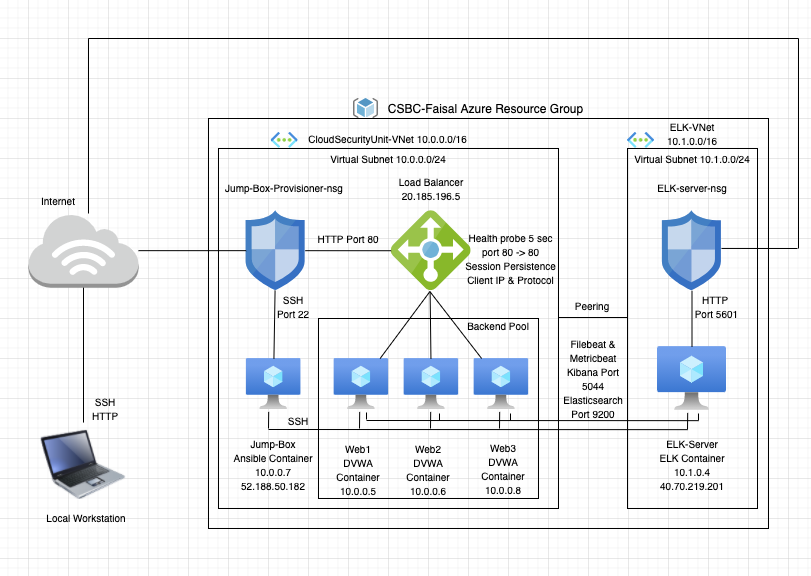 CSBC-Faisal Azure Resource Group
CloudSecurityUnit-VNet 10.0.0.0/16
Virtual Subnet 10.0.0.0/24
ELK-VNet
10.1.0.0/16
Virtual Subnet 10.1.0.0/24
Internet
Jump-Box-Provisioner-nsg
Load Balancer
20.185.196.5
ELK-server-nsg
HTTP Port 80
Health probe 5 sec
port 80 -> 80
Session Persistence
Client IP & Protocol
SSH
Port 22
Peering
HTTP
Port 5601
Backend Pool
Filebeat &
Metricbeat
Kibana Port
5044
Elasticsearch
Port 9200
SSH
HTTP
SSH
Jump-Box
Ansible Container
10.0.0.7
52.188.50.182
Web1
DVWA
Container
10.0.0.5
Web2
DVWA
Container
10.0.0.6
Web3
DVWA
Container
10.0.0.8
ELK-Server
ELK Container
10.1.0.4
40.70.219.201
Local Workstation